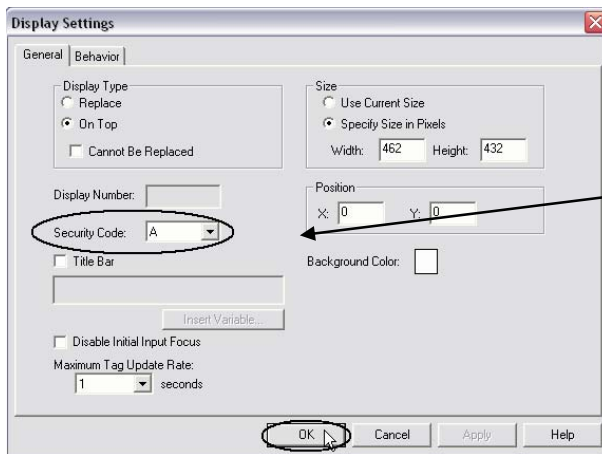 Display Settings
General Behavior
Display Type
Replace
On Top
Cannot Be Replaced
Size
Use Current Size
Specify Size in Pixels
Width: 462 Height: 432
Display Number:
Position
X: 0 Y: 0
Security Code: A
Title Bar
Background Color:
Insert Variable...
Disable Initial Input Focus
Maximum Tag Update Rate:
1 seconds
OK Cancel Apply Help